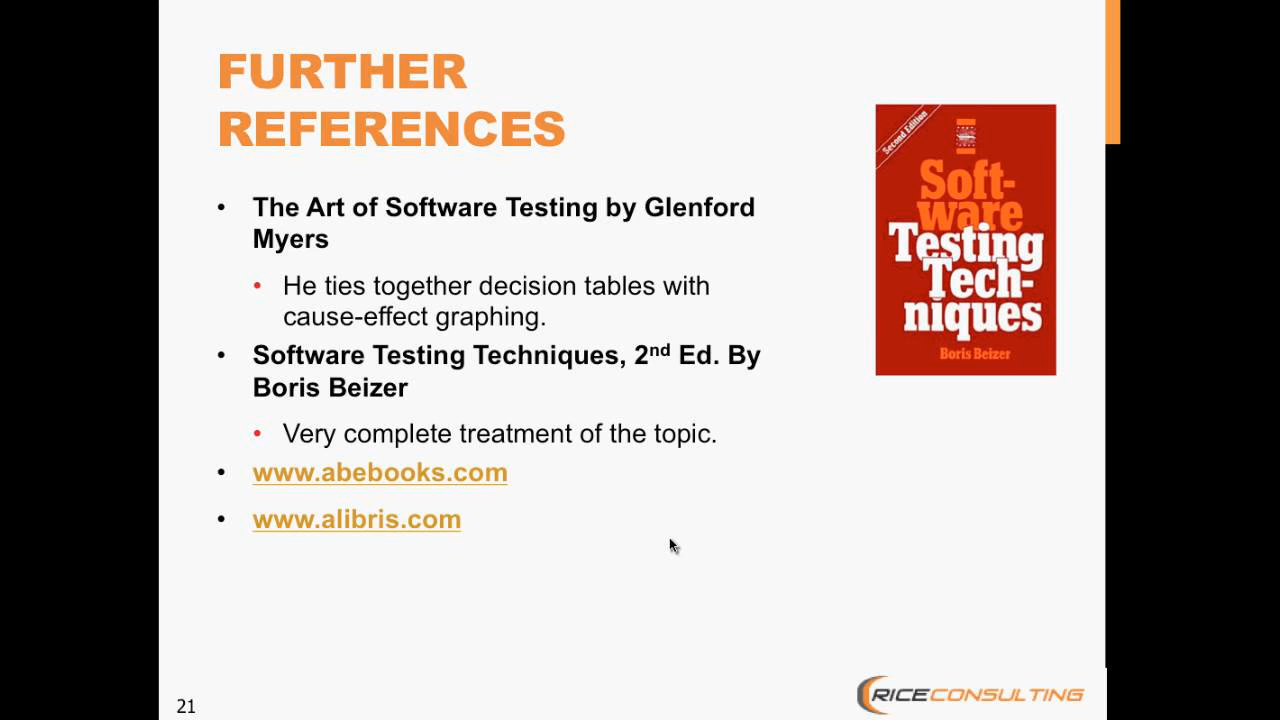 FURTHER
REFERENCES
• The Art of Software Testing by Glenford
Myers
• He ties together decision tables with
cause-effect graphing.
• Software Testing Techniques, 2nd Ed. By
Boris Beizer
• Very complete treatment of the topic.
• www.abebooks.com
• www.alibris.com
Second Edition
Soft-
ware
Testing
Tech-
niques
Boris Beizer
21
RICECONSULTING